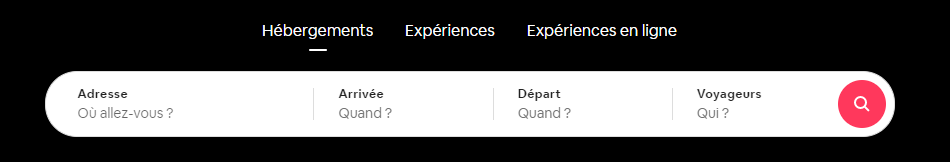 Hébergements Expériences Expériences en ligne
Adresse Arrivée Départ Voyageurs
Où allez-vous ? Quand ? Quand ? Qui ?